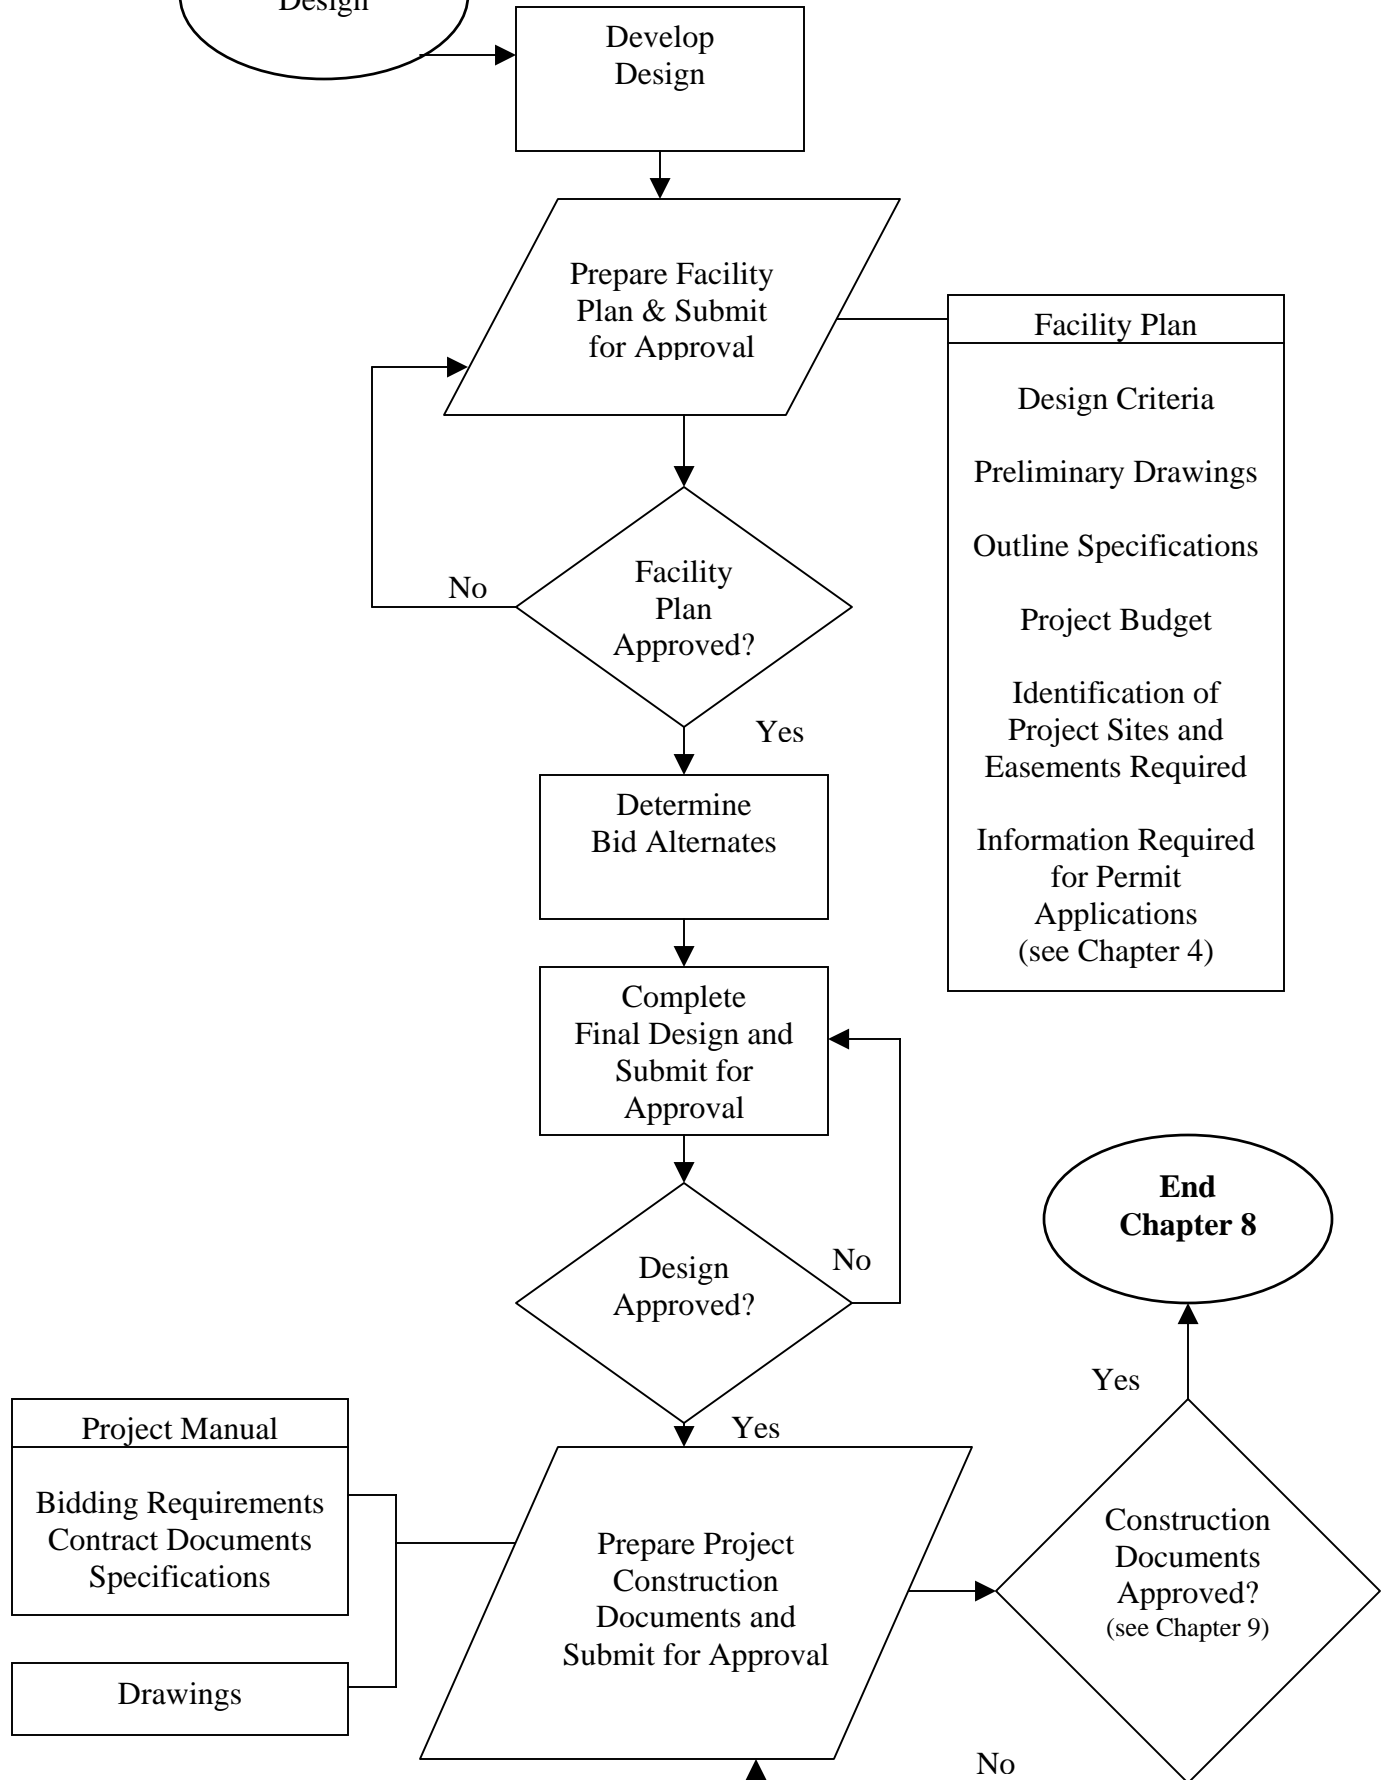 Design
Develop
Design
Prepare Facility
Plan & Submit
for Approval
Facility Plan
Design Criteria
Preliminary Drawings
Outline Specifications
Project Budget
Identification of
Project Sites and
Easements Required
Information Required
for Permit
Applications
(see Chapter 4)
No
Facility
Plan
Approved?
Yes
Determine
Bid Alternates
Complete
Final Design and
Submit for
Approval
End
Chapter 8
No
Design
Approved?
Yes
Yes
Project Manual
Bidding Requirements
Contract Documents
Specifications
Drawings
Prepare Project
Construction
Documents and
Submit for Approval
Construction
Documents
Approved?
(see Chapter 9)
No